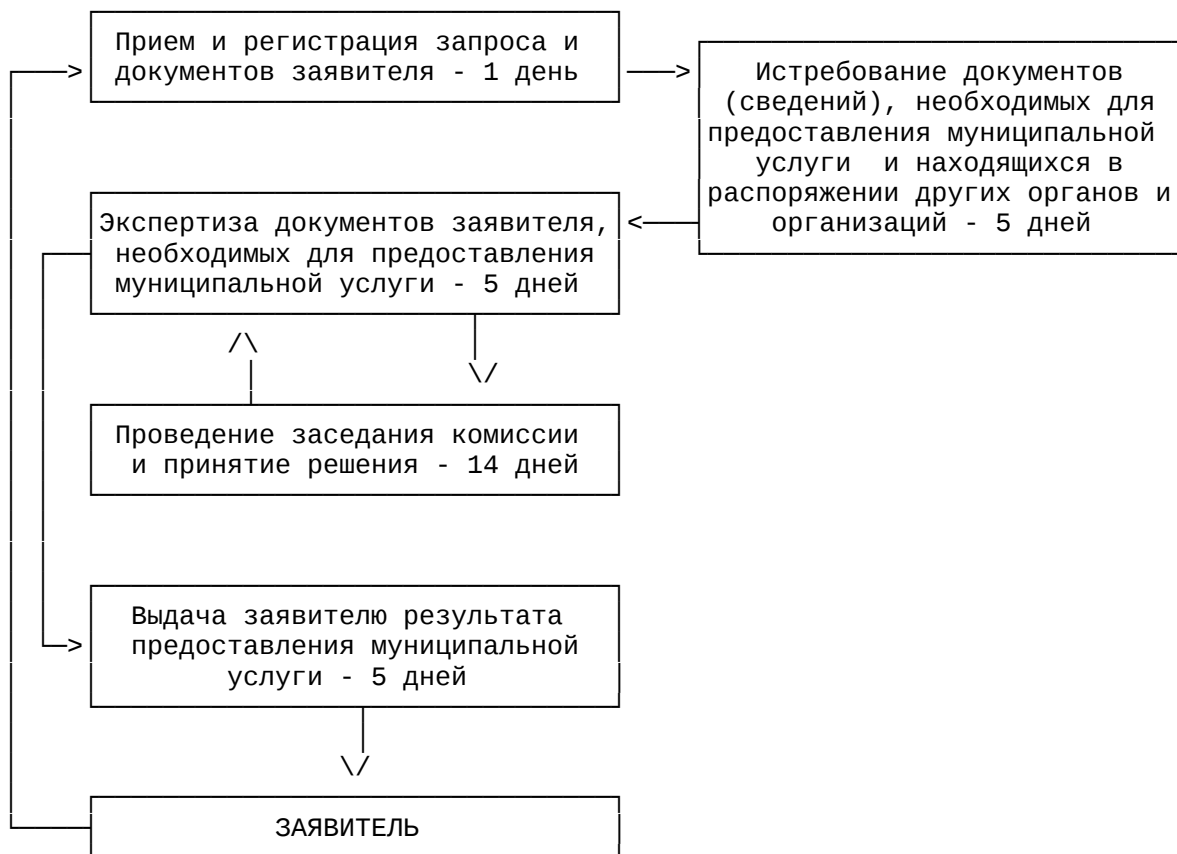 Прием и регистрация запроса и
документов заявителя - 1 день
Истребование документов
(сведений), необходимых для
предоставления муниципальной
услуги и находящихся в
распоряжении других органов и
организаций - 5 дней
Экспертиза документов заявителя,
необходимых для предоставления
муниципальной услуги - 5 дней
Проведение заседания комиссии
и принятие решения - 14 дней
Выдача заявителю результата
предоставления муниципальной
услуги - 5 дней
ЗАЯВИТЕЛЬ